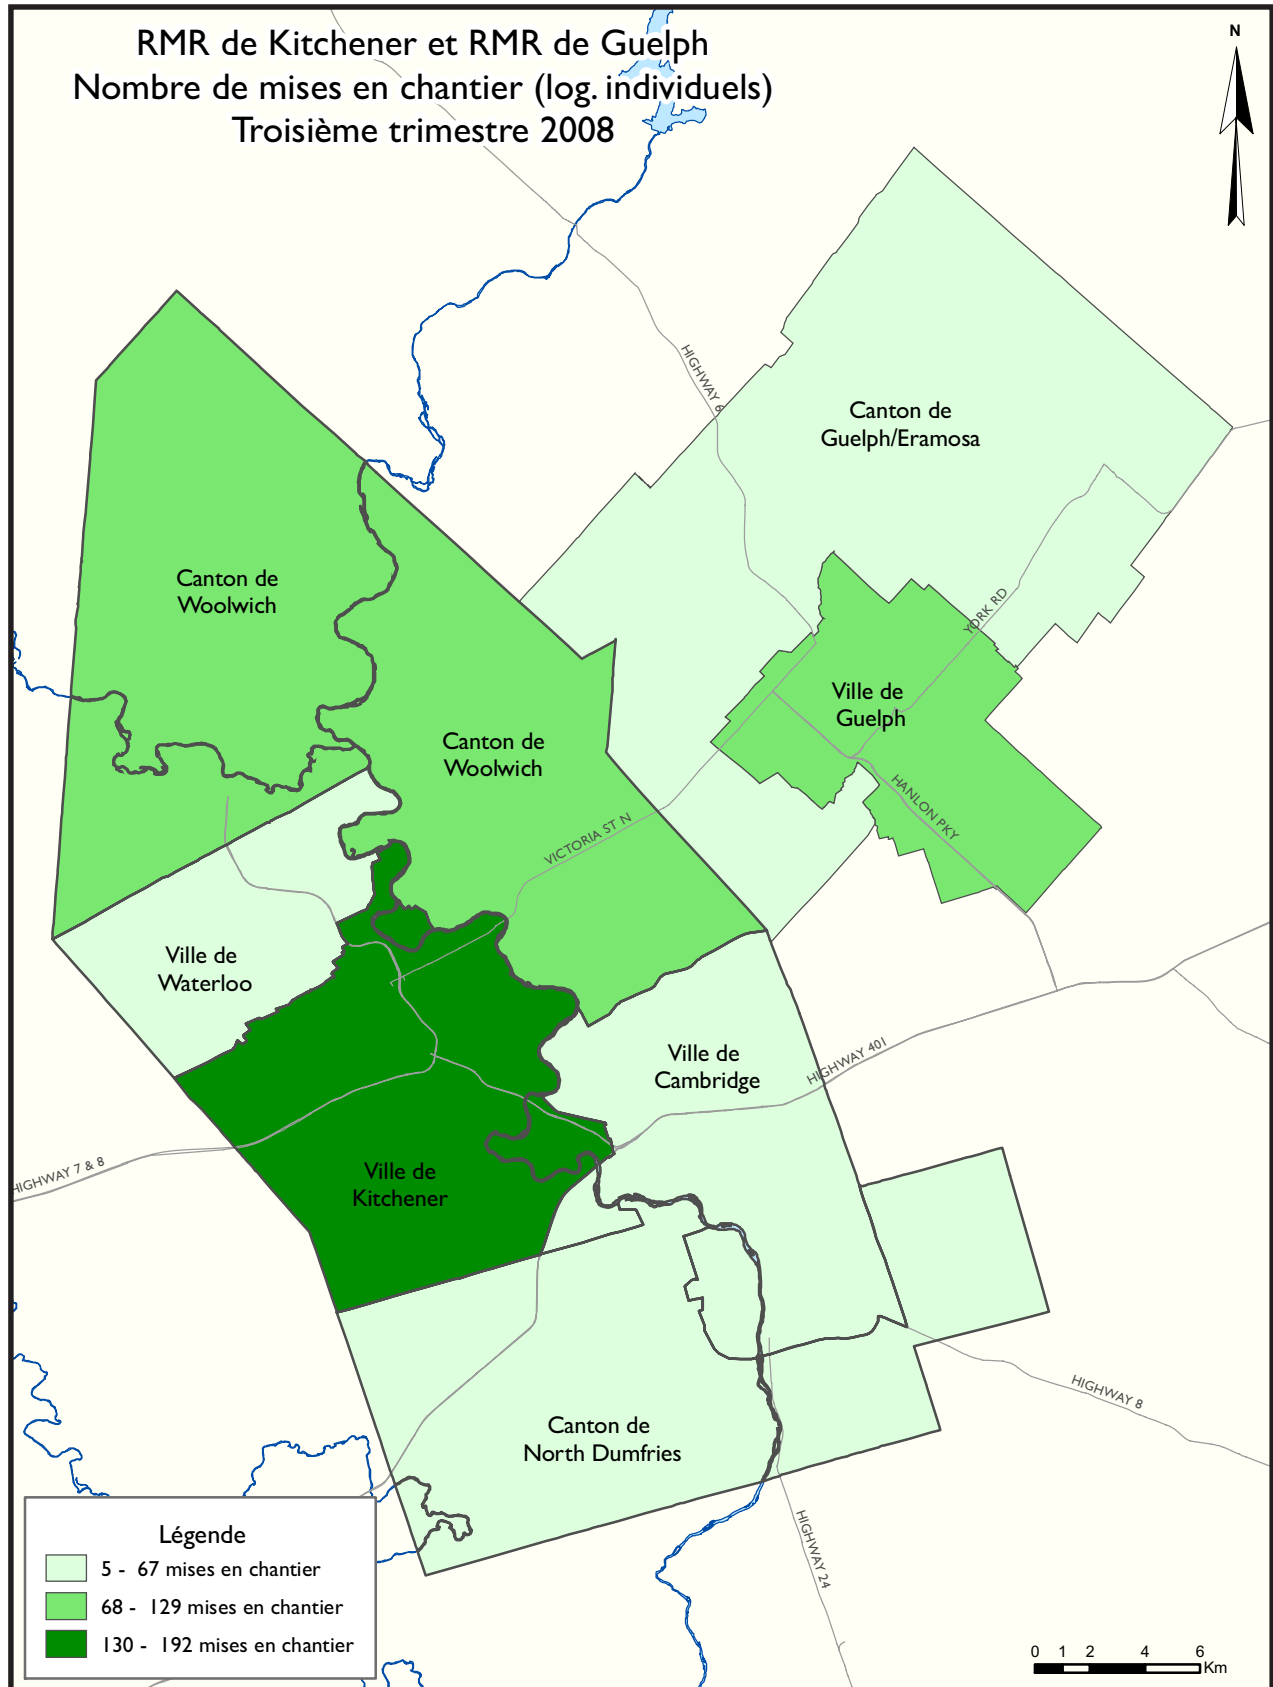 RMR de Kitchener et RMR de Guelph
Nombre de mises en chantier (log. individuels)
Troisième trimestre 2008
N
HIGHWAY 6
Canton de
Guelph/Eramosa
Canton de
Woolwich
YORK RD
Ville de
Guelph
Canton de
Woolwich
HANLON PKY
VICTORIA ST N
Ville de
Waterloo
Ville de
Cambridge
HIGHWAY 401
HIGHWAY 7 & 8
Ville de
Kitchener
HIGHWAY 8
Canton de
North Dumfries
HIGHWAY 24
Légende
5 - 67 mises en chantier
68 - 129 mises en chantier
130 - 192 mises en chantier
0 1 2 4 6
Km